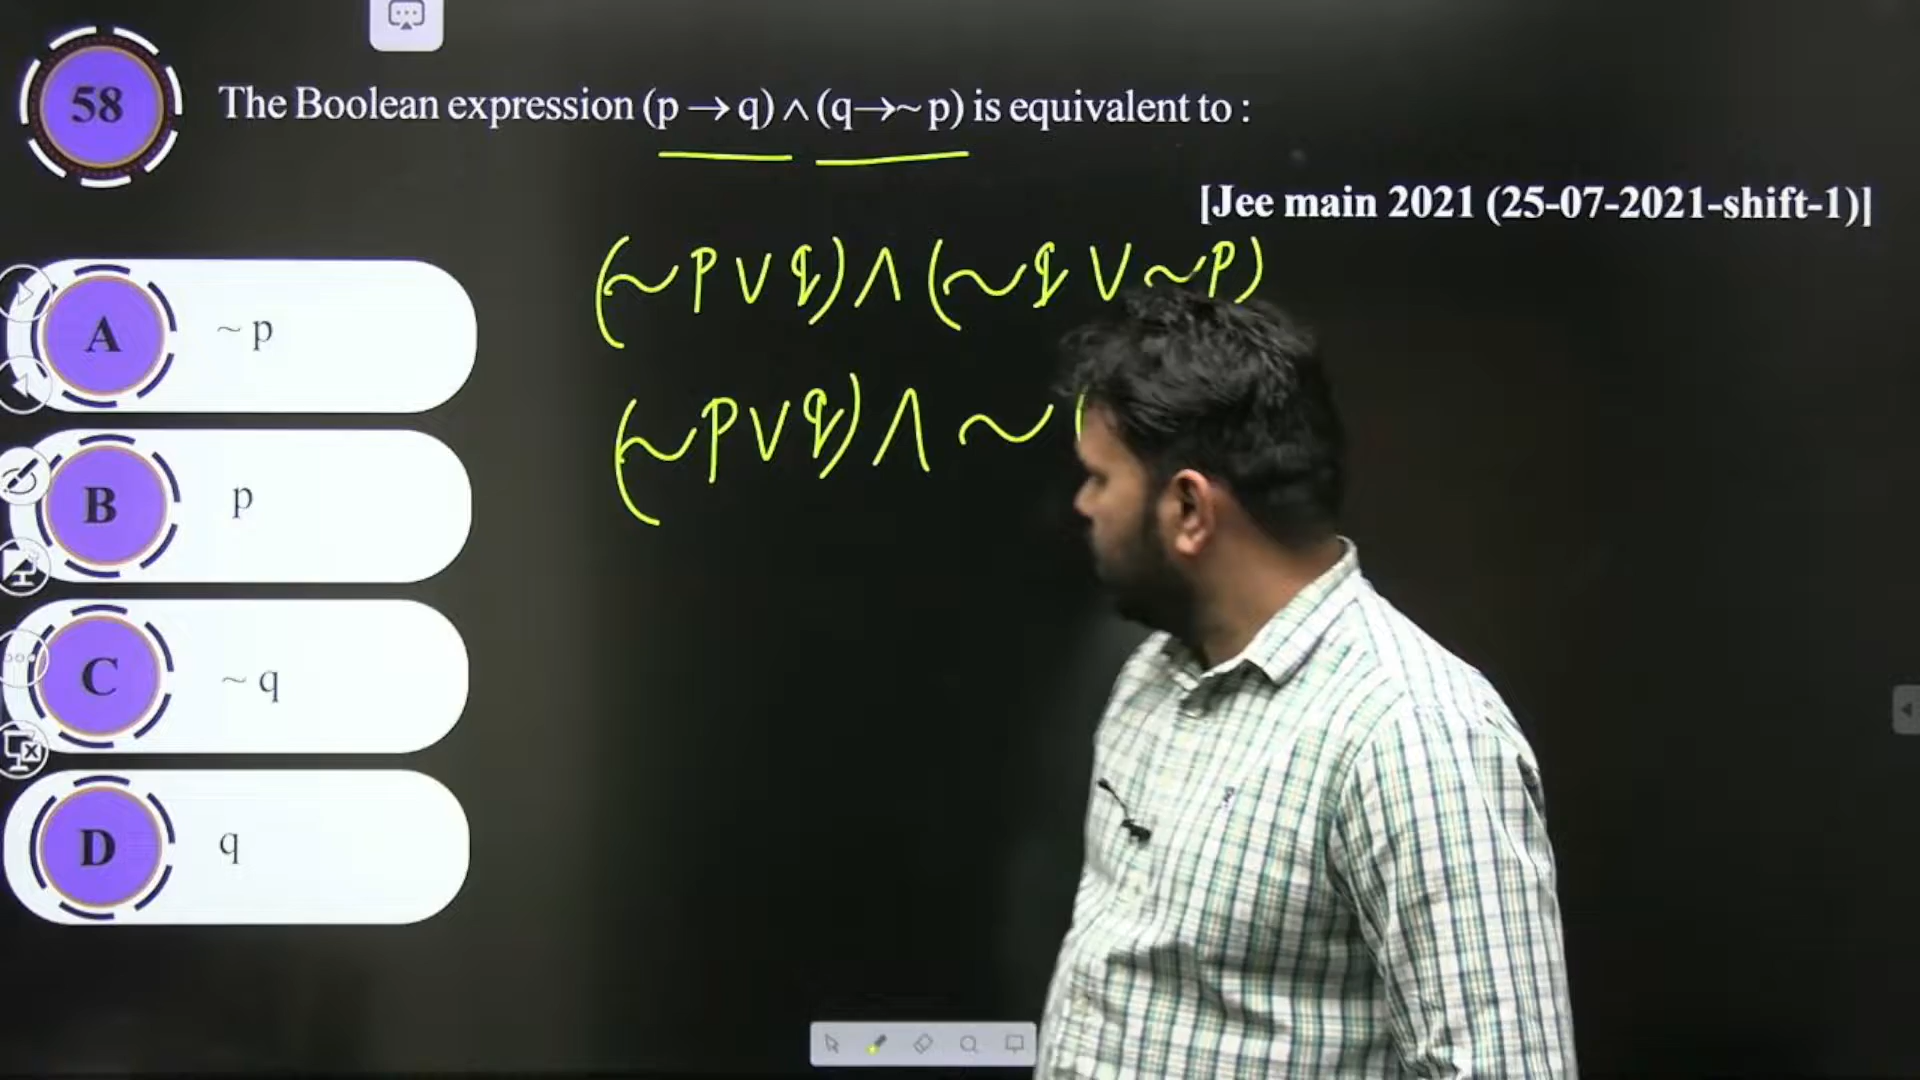 58
The Boolean expression (p → q) ∧ (q→~ p) is equivalent to :
[Jee main 2021 (25-07-2021-shift-1)]
(~p∨q)∧(~q∨~p)
(~p∨q)∧~(
A ~ p
B p
C ~ q
D q